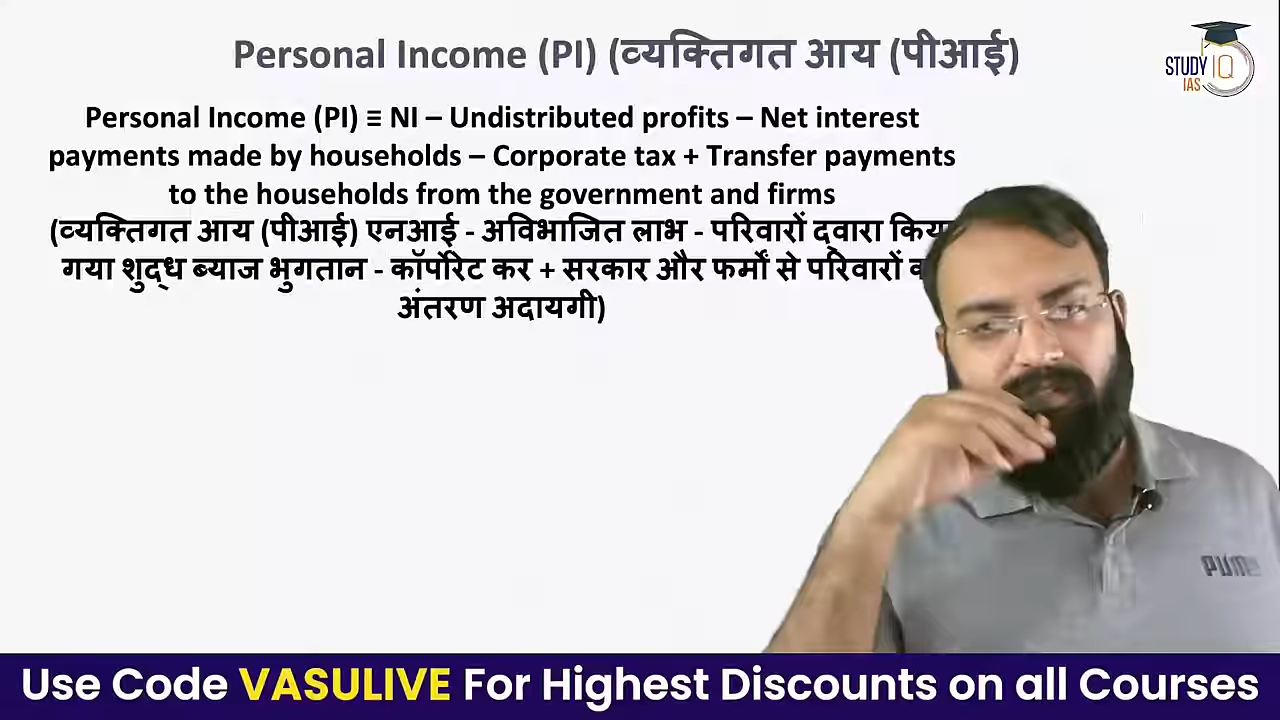 Personal Income (PI) (व्यक्तिगत आय (पीआई)
STUDY IQ
IAS
Personal Income (PI) ≡ NI – Undistributed profits – Net interest
payments made by households – Corporate tax + Transfer payments
to the households from the government and firms
(व्यक्तिगत आय (पीआई) एनआई - अविभाजित लाभ - परिवारों द्वारा
गया शुद्ध ब्याज भुगतान - कॉर्पोरेट कर + सरकार और फर्मों से परिवारों
अंतरण अदायगी)
Use Code VASULIVE For Highest Discounts on all Courses